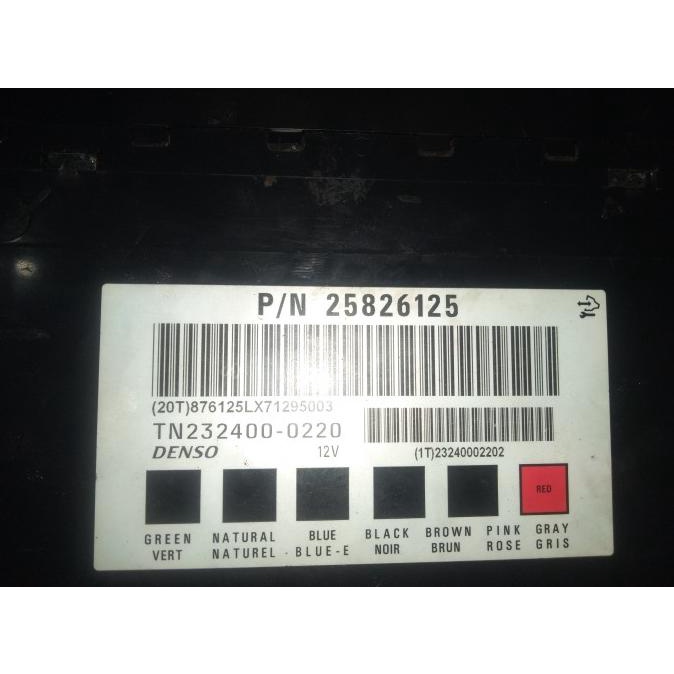 P/N 25826125
(20T)876125LX71295003
TN232400-0220
DENSO 12V
(1T)23240002202
RED
GREEN NATURAL BLUE BLACK BROWN PINK GRAY
VERT NATUREL BLUE-E NOIR BRUN ROSE GRIS